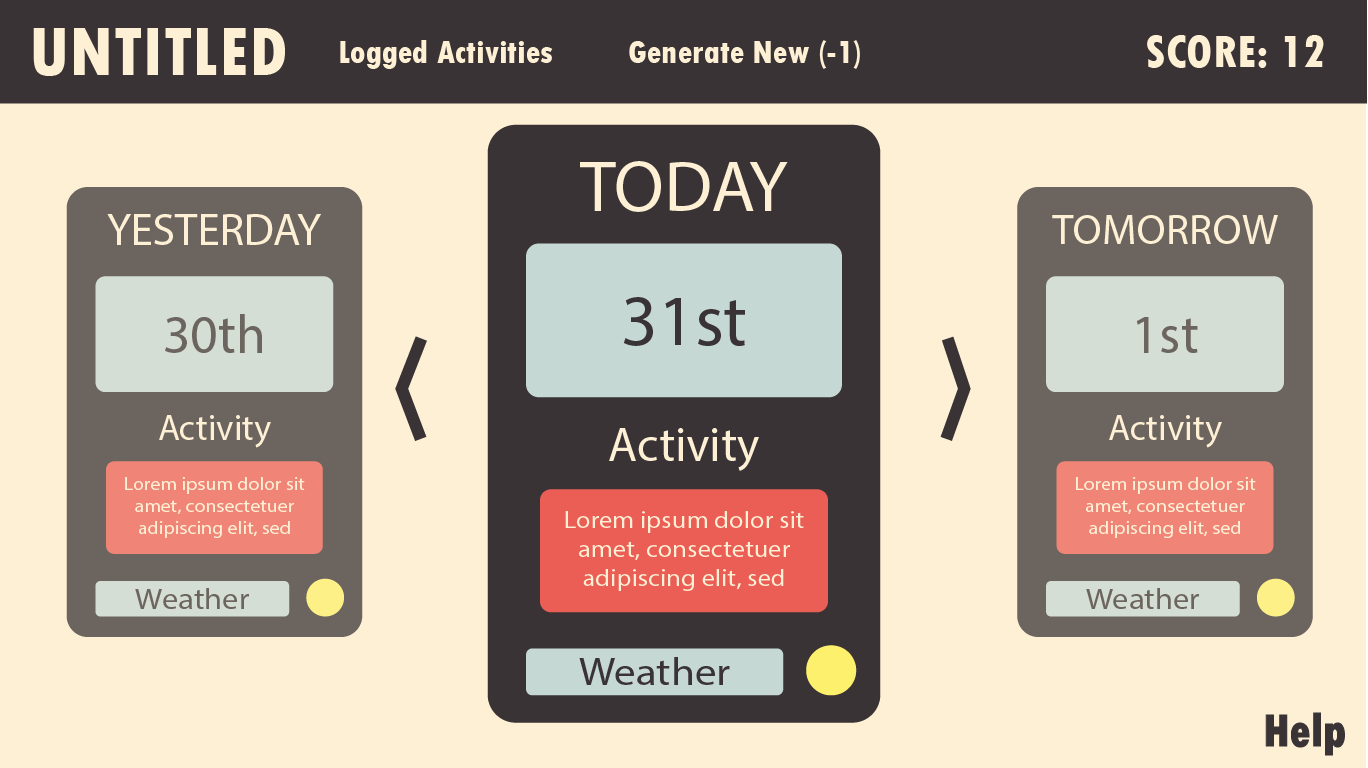 UNTITLED
Logged Activities
Generate New (-1)
SCORE: 12
YESTERDAY
30th
Activity
Lorem ipsum dolor sit
amet, consectetuer
adipiscing elit, sed
Weather
TODAY
31st
Activity
Lorem ipsum dolor sit
amet, consectetuer
adipiscing elit, sed
Weather
TOMORROW
1st
Activity
Lorem ipsum dolor sit
amet, consectetuer
adipiscing elit, sed
Weather
Help